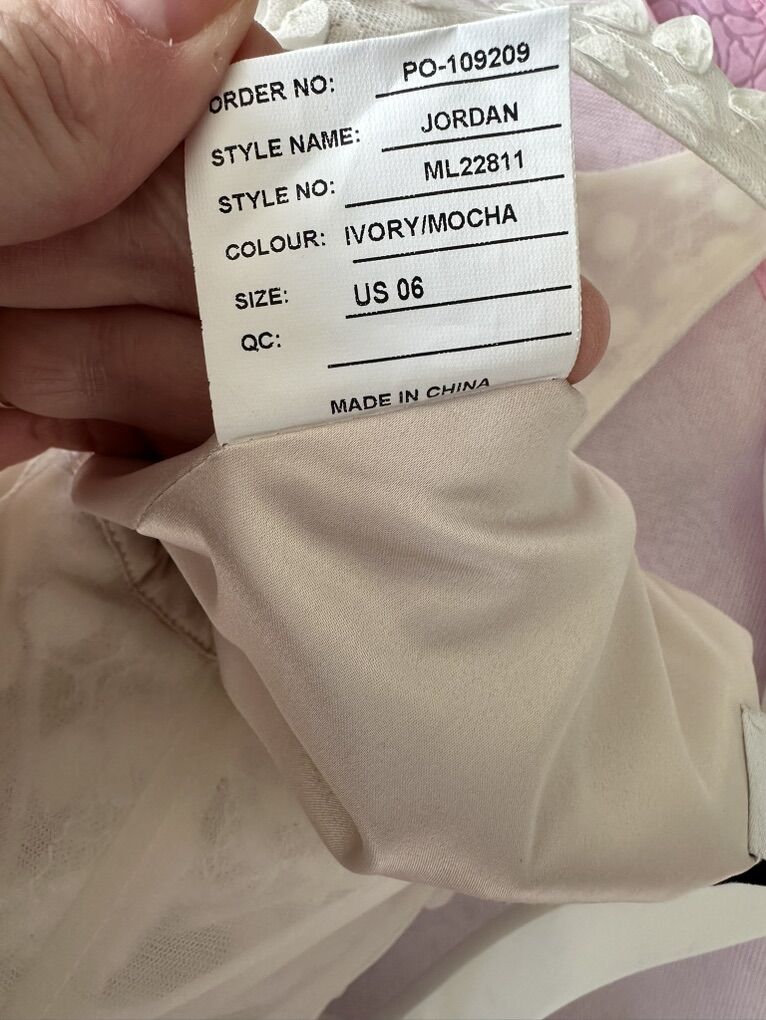 ORDER NO: PO-109209
STYLE NAME: JORDAN
STYLE NO: ML22811
COLOUR: IVORY/MOCHA
SIZE: US 06
QC:
MADE IN CHINA